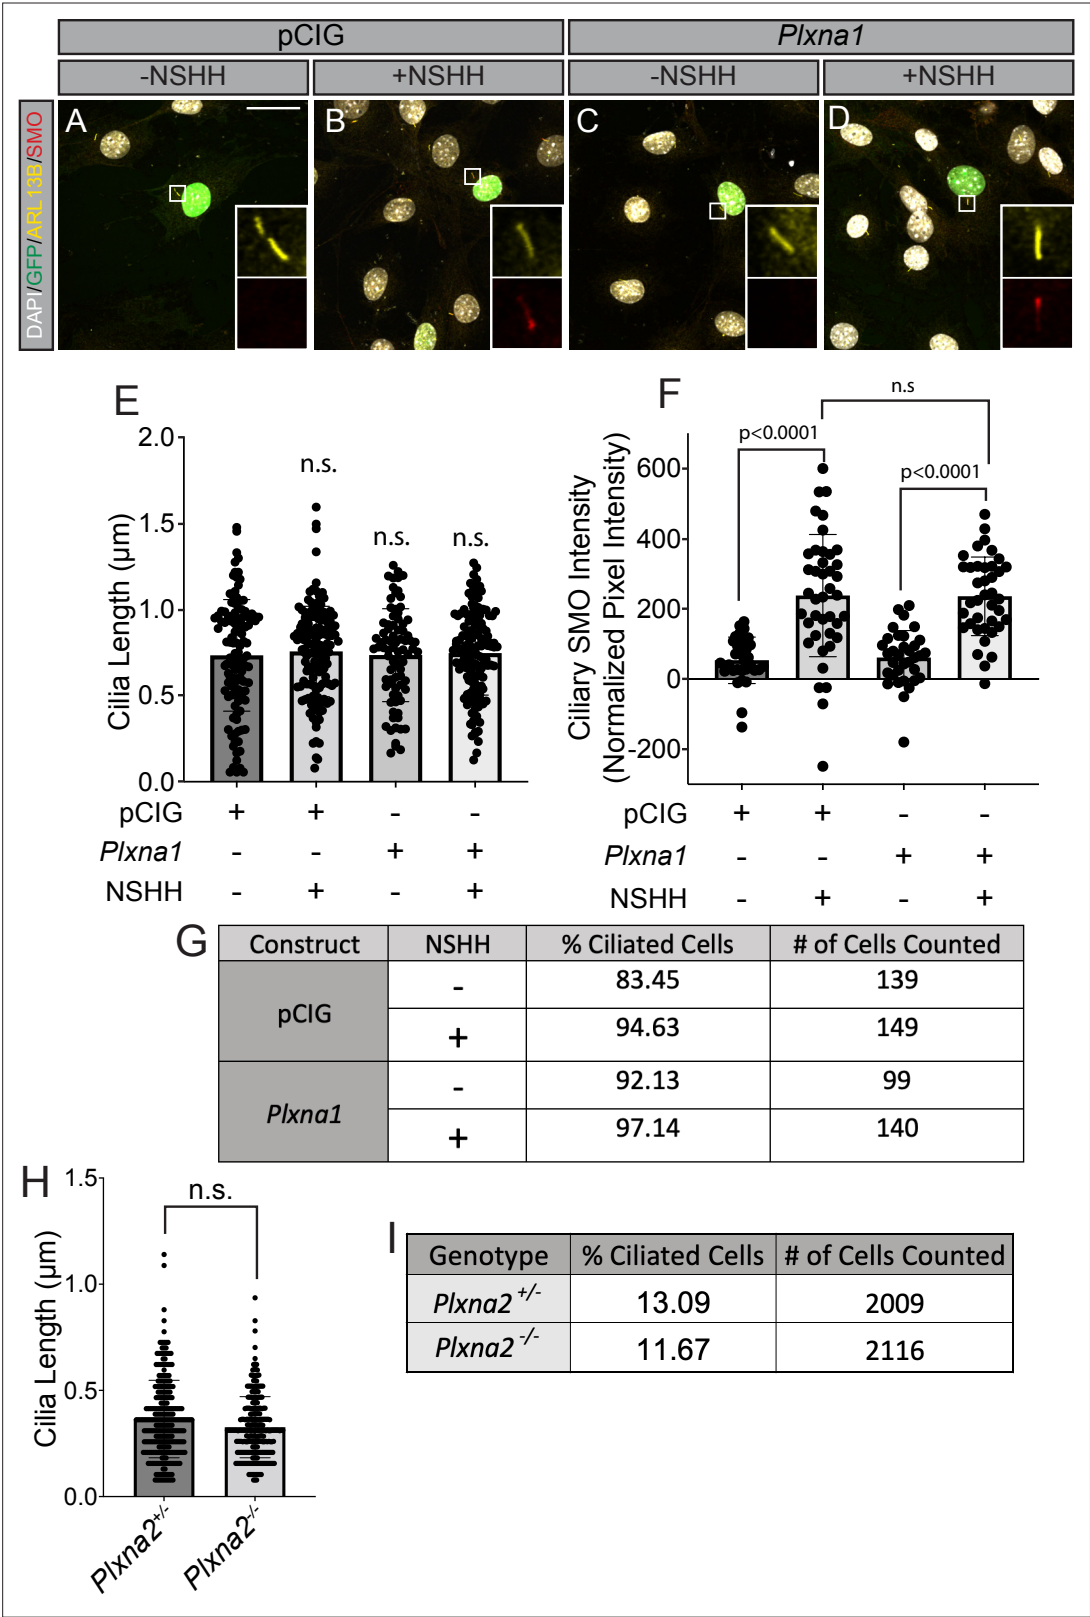 pCIG
Plxna1
-NSHH
+NSHH
-NSHH
+NSHH
DAPI/GFP/ARL13B/SMO
A
B
C
D
E
Cilia Length (µm)
2.0
1.5
1.0
0.5
0.0
n.s.
n.s.
n.s.
pCIG + + - -
Plxna1 - - + +
NSHH - + - +
F
Ciliary SMO Intensity
(Normalized Pixel Intensity)
600
400
200
0
-200
n.s
p<0.0001
p<0.0001
pCIG + + - -
Plxna1 - - + +
NSHH - + - +
G
Construct NSHH % Ciliated Cells # of Cells Counted
pCIG - 83.45 139
+ 94.63 149
Plxna1 - 92.13 99
+ 97.14 140
H
Cilia Length (µm)
1.5
1.0
0.5
0.0
n.s.
Plxna2+/-
Plxna2-/-
I
Genotype % Ciliated Cells # of Cells Counted
Plxna2 +/- 13.09 2009
Plxna2 -/- 11.67 2116